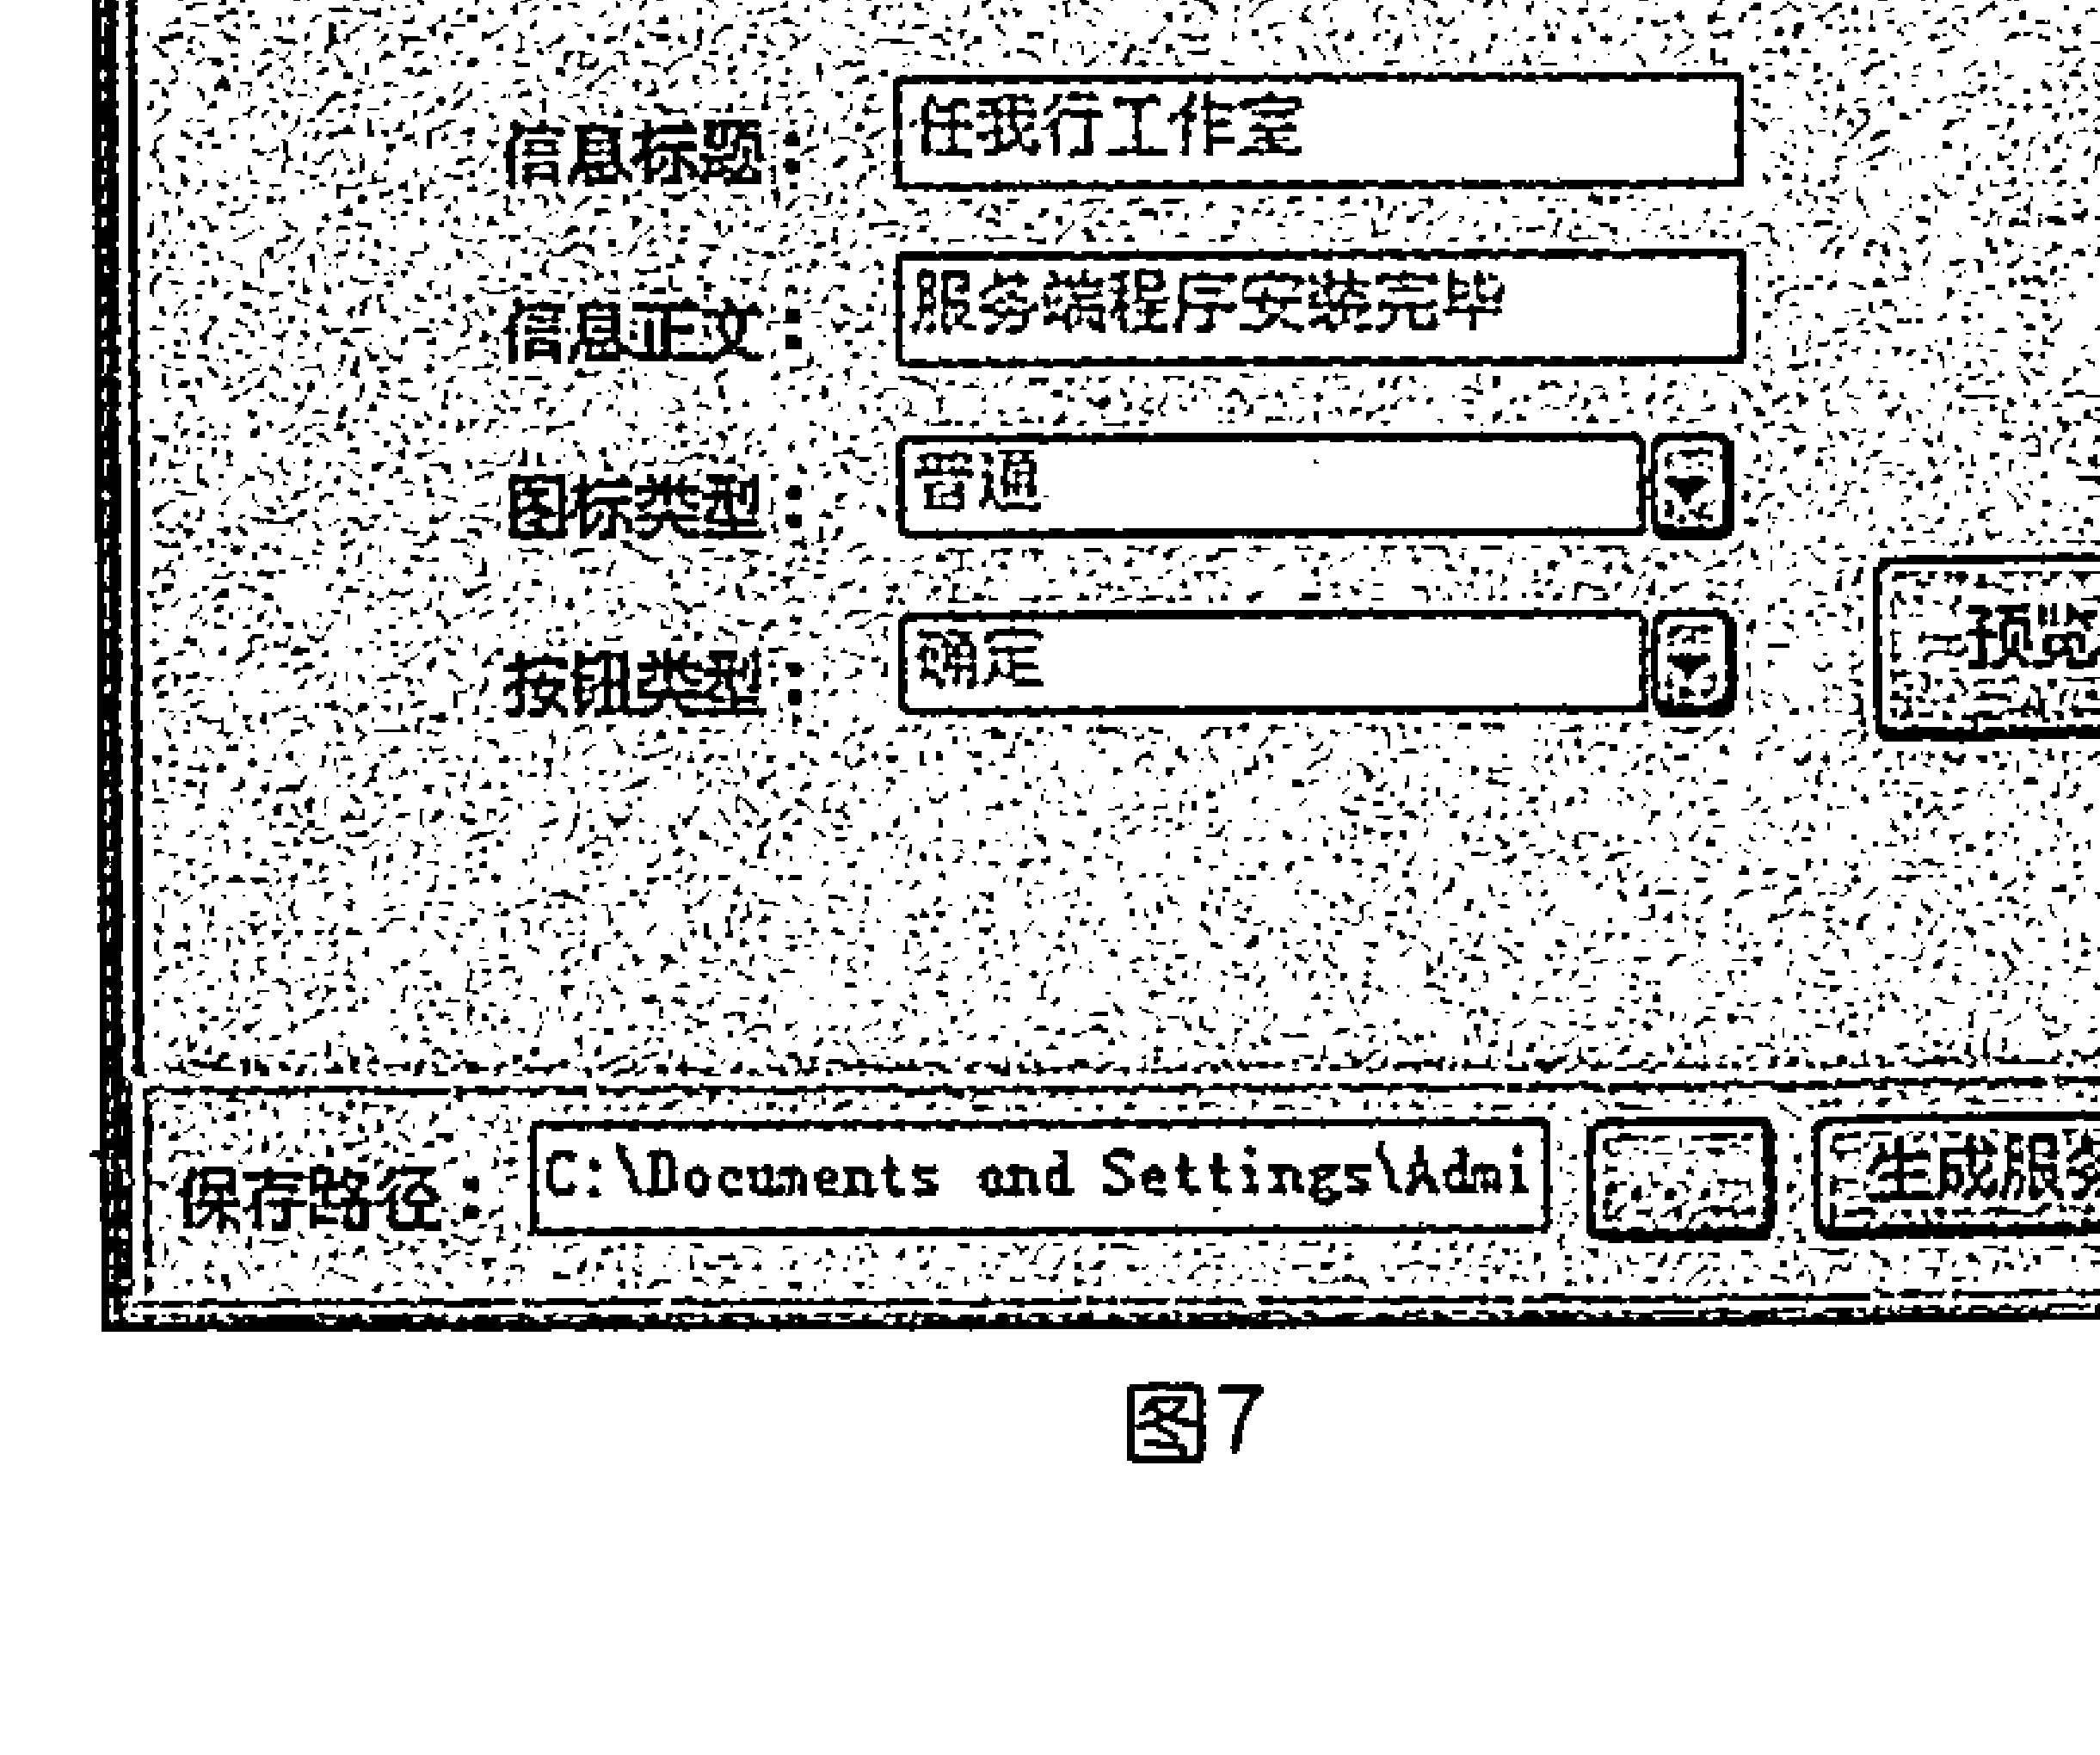 信息标题： 任我行工作室
信息正文： 服务端程序安装完毕
图标类型： 普通
按钮类型： 确定
预览
保存路径： C:\Documents and Settings\Admi 生成服务
图7